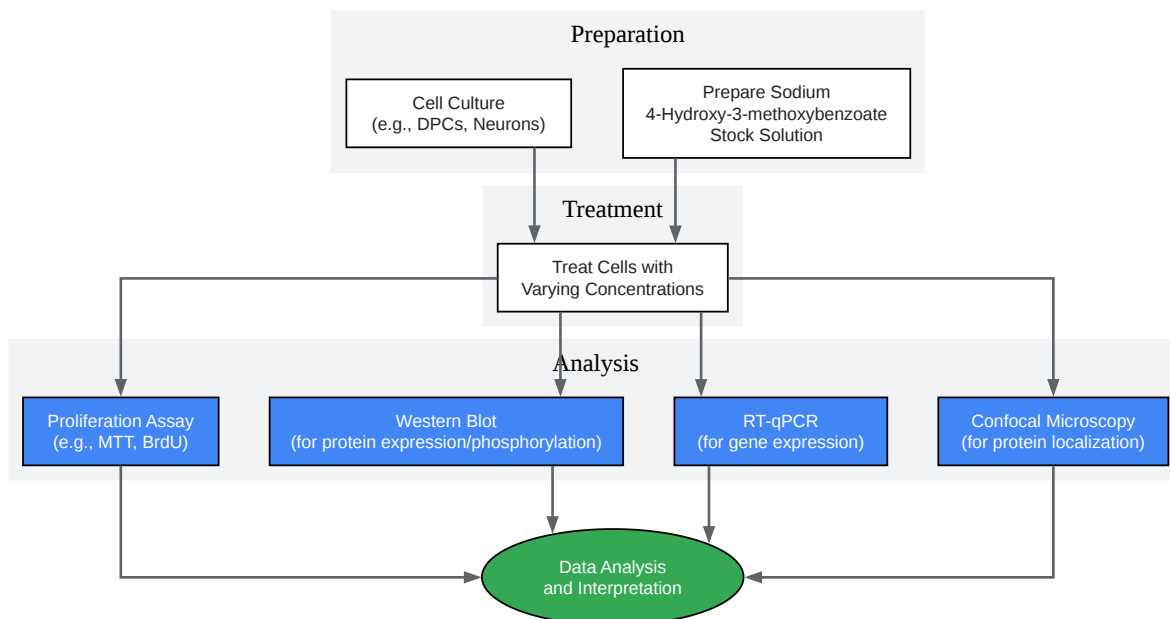 Preparation
Cell Culture
(e.g., DPCs, Neurons)
Prepare Sodium
4-Hydroxy-3-methoxybenzoate
Stock Solution
Treatment
Treat Cells with
Varying Concentrations
Analysis
Proliferation Assay
(e.g., MTT, BrdU)
Western Blot
(for protein expression/phosphorylation)
RT-qPCR
(for gene expression)
Confocal Microscopy
(for protein localization)
Data Analysis
and Interpretation